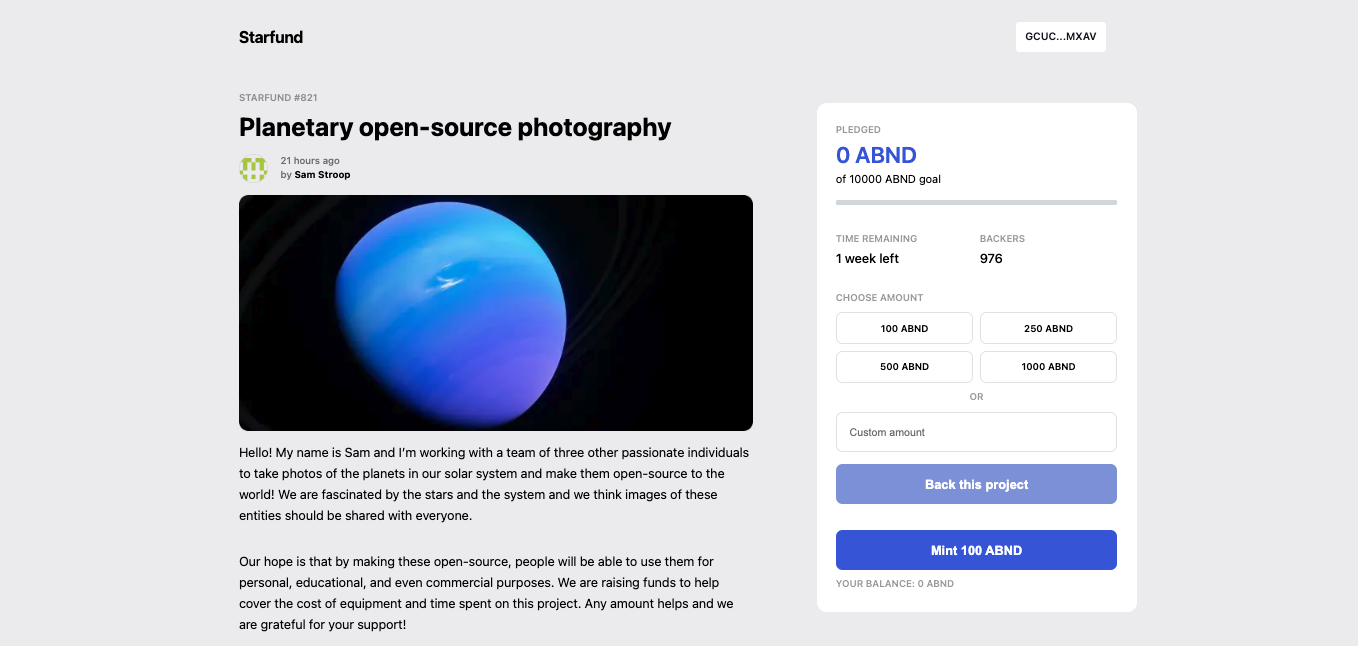 Starfund
GCUC...MXAV
STARFUND #821
Planetary open-source photography
21 hours ago
by Sam Stroop
Hello! My name is Sam and I’m working with a team of three other passionate individuals
to take photos of the planets in our solar system and make them open-source to the
world! We are fascinated by the stars and the system and we think images of these
entities should be shared with everyone.
Our hope is that by making these open-source, people will be able to use them for
personal, educational, and even commercial purposes. We are raising funds to help
cover the cost of equipment and time spent on this project. Any amount helps and we
are grateful for your support!
PLEDGED
0 ABND
of 10000 ABND goal
TIME REMAINING
1 week left
BACKERS
976
CHOOSE AMOUNT
100 ABND
250 ABND
500 ABND
1000 ABND
OR
Custom amount
Back this project
Mint 100 ABND
YOUR BALANCE: 0 ABND